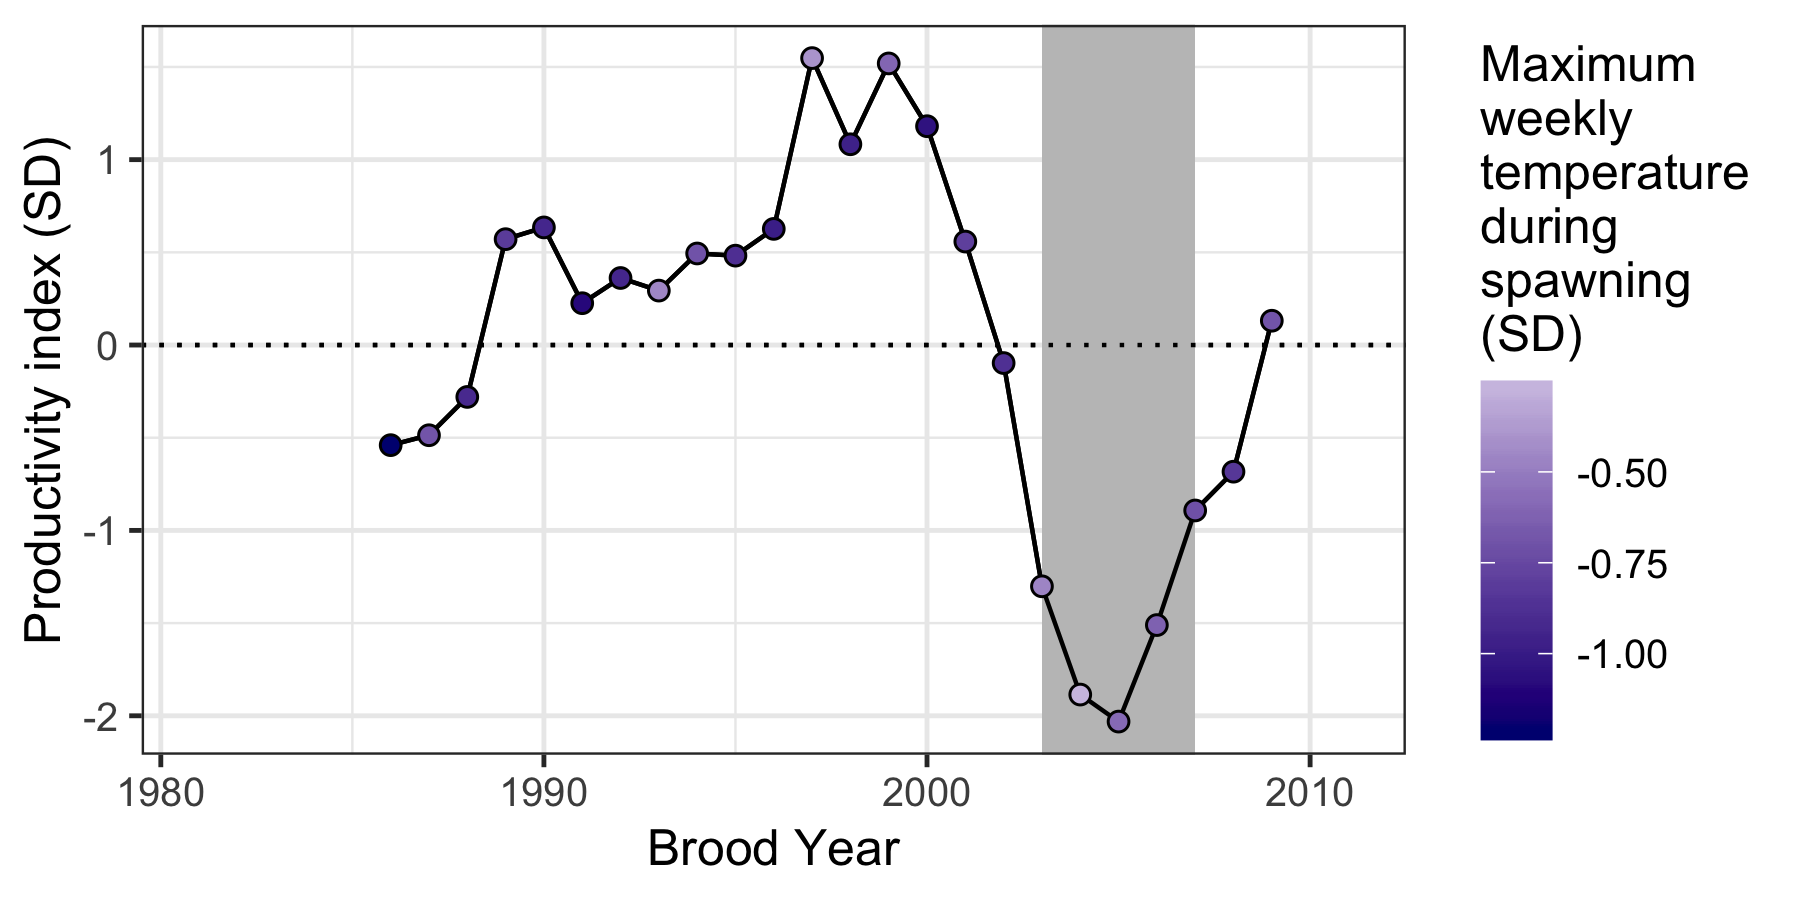 Productivity index (SD)
1
0
-1
-2
1980
1990
2000
2010
Brood Year
Maximum
weekly
temperature
during
spawning
(SD)
-0.50
-0.75
-1.00